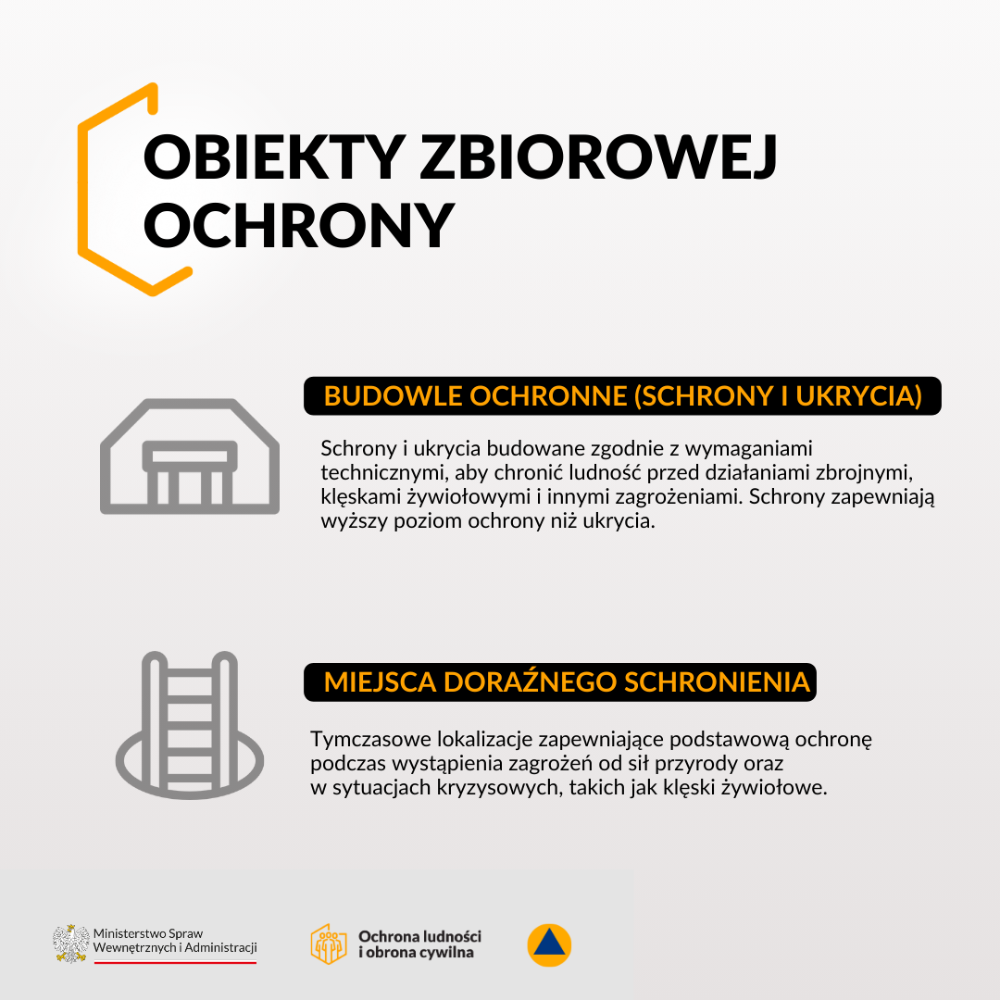 OBIEKTY ZBIOROWEJ
OCHRONY
BUDOWLE OCHRONNE (SCHRONY I UKRYCIA)
Schrony i ukrycia budowane zgodnie z wymaganiami
technicznymi, aby chronić ludność przed działaniami zbrojnymi,
klęskami żywiołowymi i innymi zagrożeniami. Schrony zapewniają
wyższy poziom ochrony niż ukrycia.
MIEJSCA DORAŹNEGO SCHRONIENIA
Tymczasowe lokalizacje zapewniające podstawową ochronę
podczas wystąpienia zagrożeń od sił przyrody oraz
w sytuacjach kryzysowych, takich jak klęski żywiołowe.
Ministerstwo Spraw
Wewnętrznych i Administracji
Ochrona ludności
i obrona cywilna